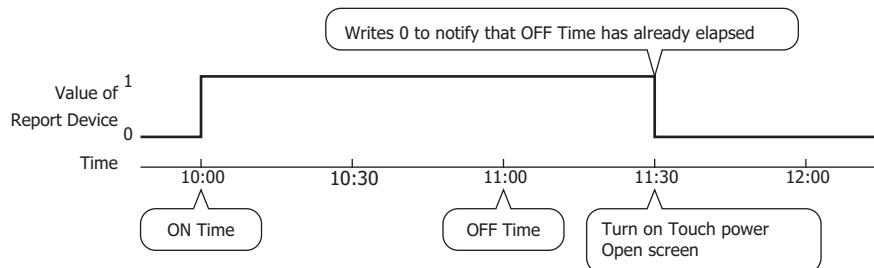 Writes 0 to notify that OFF Time has already elapsed
Value of
Report Device
1
0
Time
10:00
10:30
11:00
11:30
12:00
ON Time
OFF Time
Turn on Touch power
Open screen